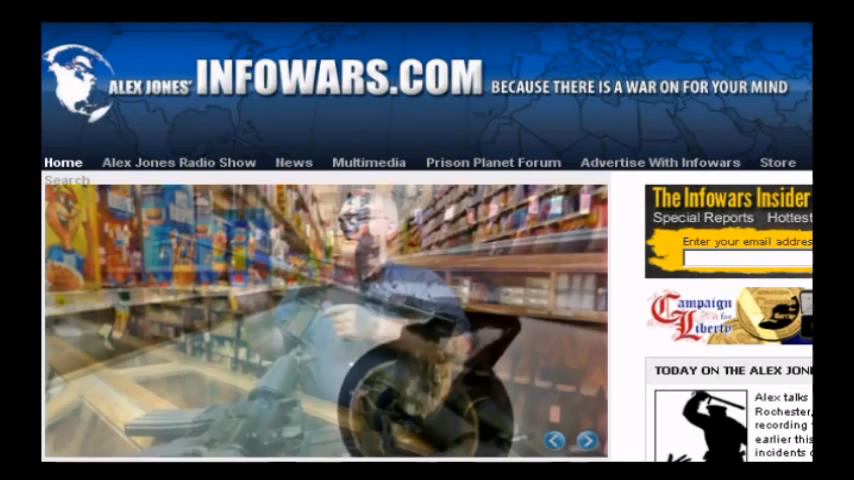 ALEX JONES' INFOWARS.COM BECAUSE THERE IS A WAR ON FOR YOUR MIND
Home Alex Jones Radio Show News Multimedia Prison Planet Forum Advertise With Infowars Store
Search
The Infowars Insider
Special Reports Hottest
Enter your email addres
Campaign for Liberty
TODAY ON THE ALEX JON
Alex talks
Rochester,
recording
earlier this
incidents